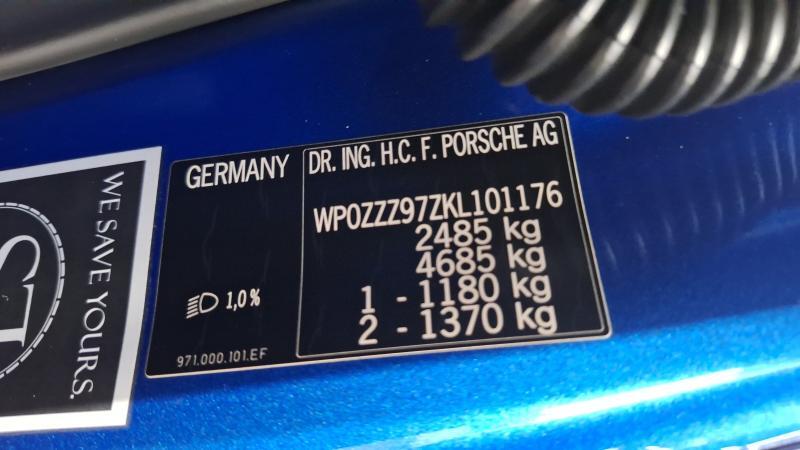 GERMANY
DR. ING. H.C. F. PORSCHE AG
WP0ZZZ97ZKL101176
2485 kg
4685 kg
1 - 1180 kg
2 - 1370 kg
1,0%
971.000.101.EF
WE SAVE YOURS.